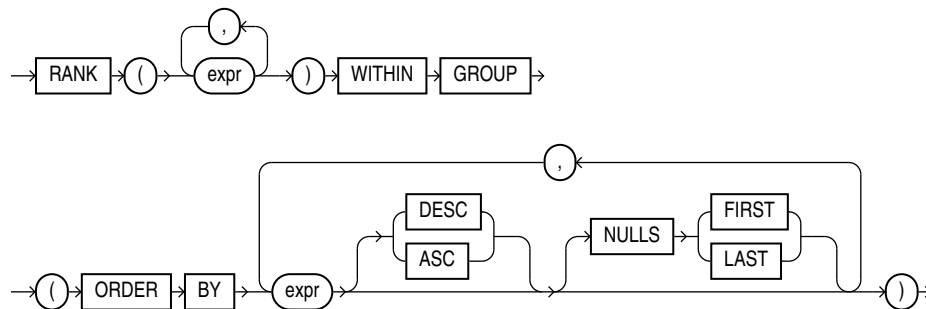 ,
RANK ( expr ) WITHIN GROUP
,
DESC FIRST
NULLS
ASC LAST
( ORDER BY expr )